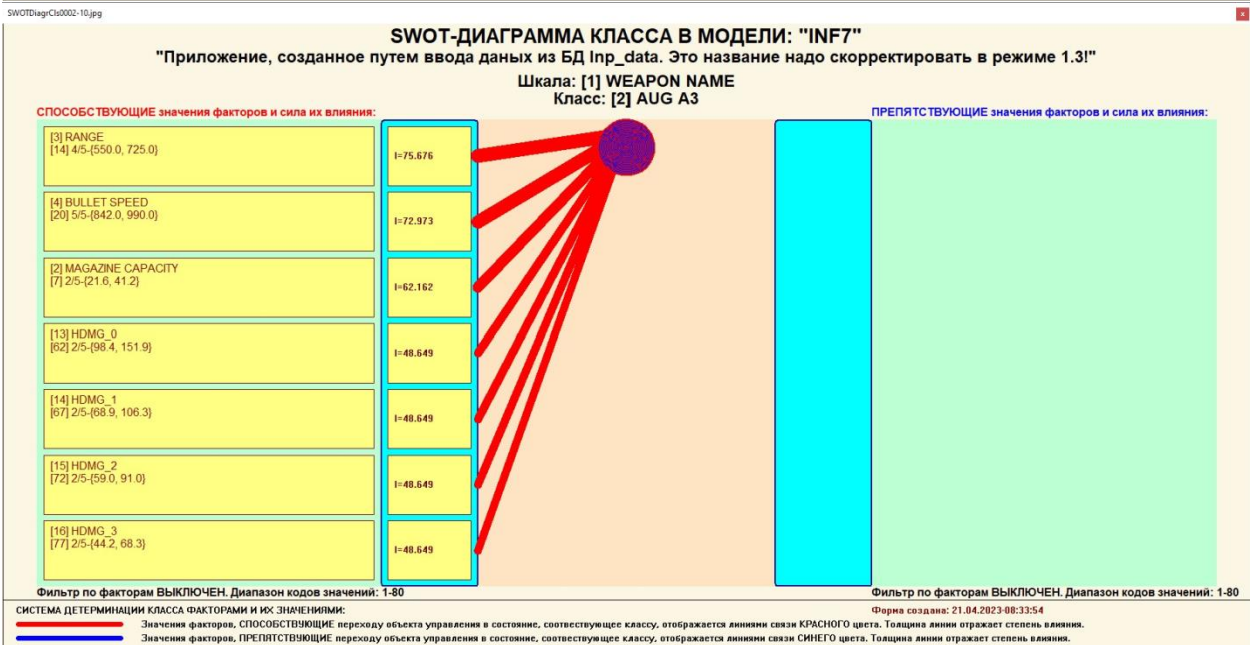 SWOTDiagrCls0002-10.jpg
x
SWOT-ДИАГРАММА КЛАССА В МОДЕЛИ: "INF7"
"Приложение, созданное путем ввода даных из БД Inp_data. Это название надо скорректировать в режиме 1.3!"
Шкала: [1] WEAPON NAME
Класс: [2] AUG A3
СПОСОБСТВУЮЩИЕ значения факторов и сила их влияния:
ПРЕПЯТСТВУЮЩИЕ значения факторов и сила их влияния:
[3] RANGE
[14] 4/5-{550.0, 725.0}
I=75.676
[4] BULLET SPEED
[20] 5/5-{842.0, 990.0}
I=72.973
[2] MAGAZINE CAPACITY
[7] 2/5-{21.6, 41.2}
I=62.162
[13] HDMG_0
[62] 2/5-{98.4, 151.9}
I=48.649
[14] HDMG_1
[67] 2/5-{68.9, 106.3}
I=48.649
[15] HDMG_2
[72] 2/5-{59.0, 91.0}
I=48.649
[16] HDMG_3
[77] 2/5-{44.2, 68.3}
I=48.649
Фильтр по факторам ВЫКЛЮЧЕН. Диапазон кодов значений: 1-80
Фильтр по факторам ВЫКЛЮЧЕН. Диапазон кодов значений: 1-80
СИСТЕМА ДЕТЕРМИНАЦИИ КЛАССА ФАКТОРАМИ И ИХ ЗНАЧЕНИЯМИ:
Форма создана: 21.04.2023-08:33:54
Значения факторов, СПОСОБСТВУЮЩИЕ переходу объекта управления в состояние, соотвествующее классу, отображается линиями связи КРАСНОГО цвета. Толщина линии отражает степень влияния.
Значения факторов, ПРЕПЯТСТВУЮЩИЕ переходу объекта управления в состояние, соотвествующее классу, отображается линиями связи СИНЕГО цвета. Толщина линии отражает степень влияния.